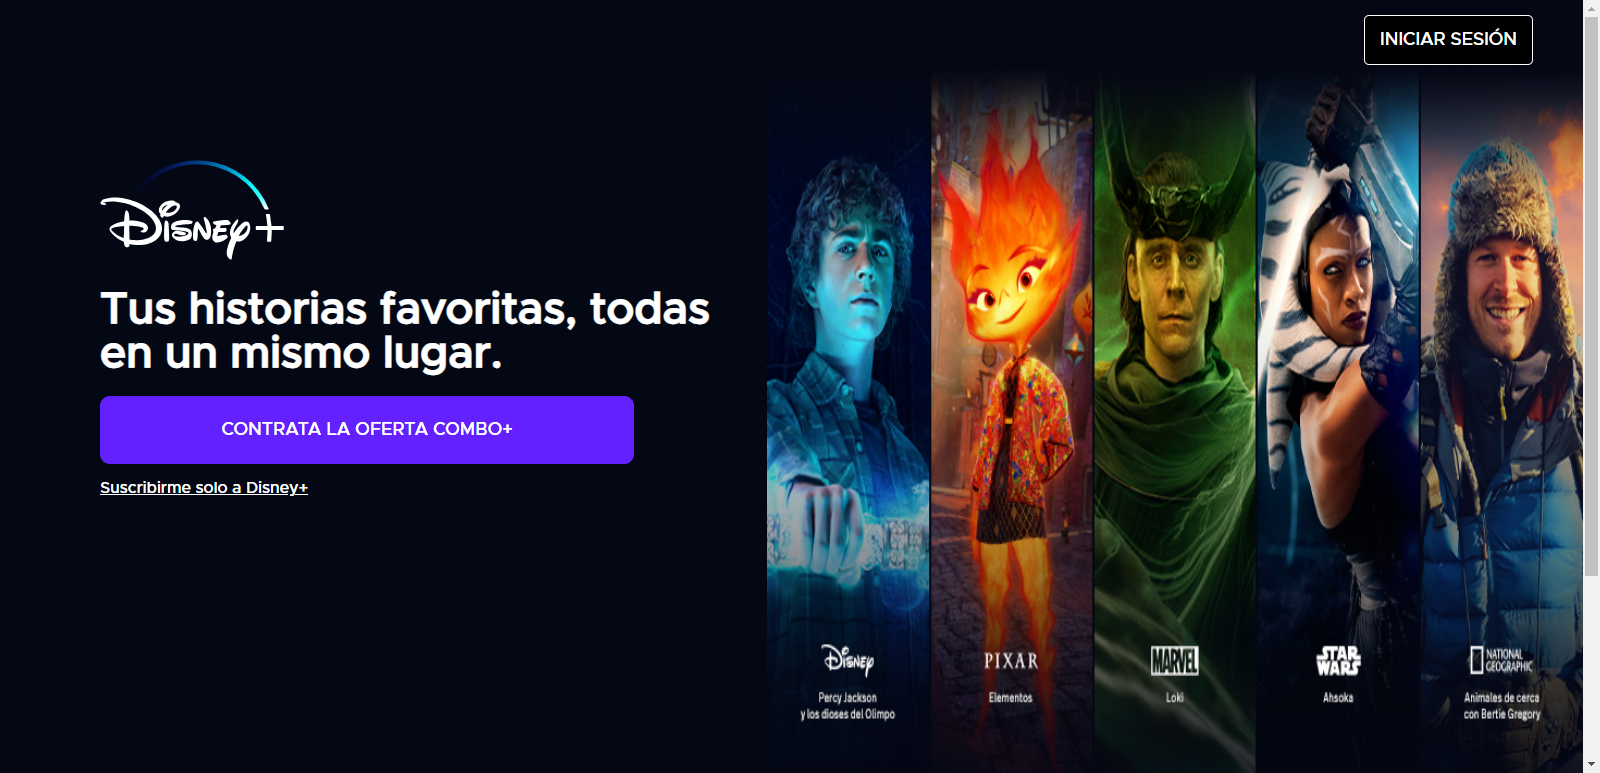 INICIAR SESIÓN
Disney+
Tus historias favoritas, todas
en un mismo lugar.
CONTRATA LA OFERTA COMBO+
Suscribirme solo a Disney+
Disney
Percy Jackson
y los dioses del Olimpo
PIXAR
Elementos
MARVEL
Loki
STAR
WARS
Ahsoka
NATIONAL
GEOGRAPHIC
Animales de cerca
con Bertie Gregory